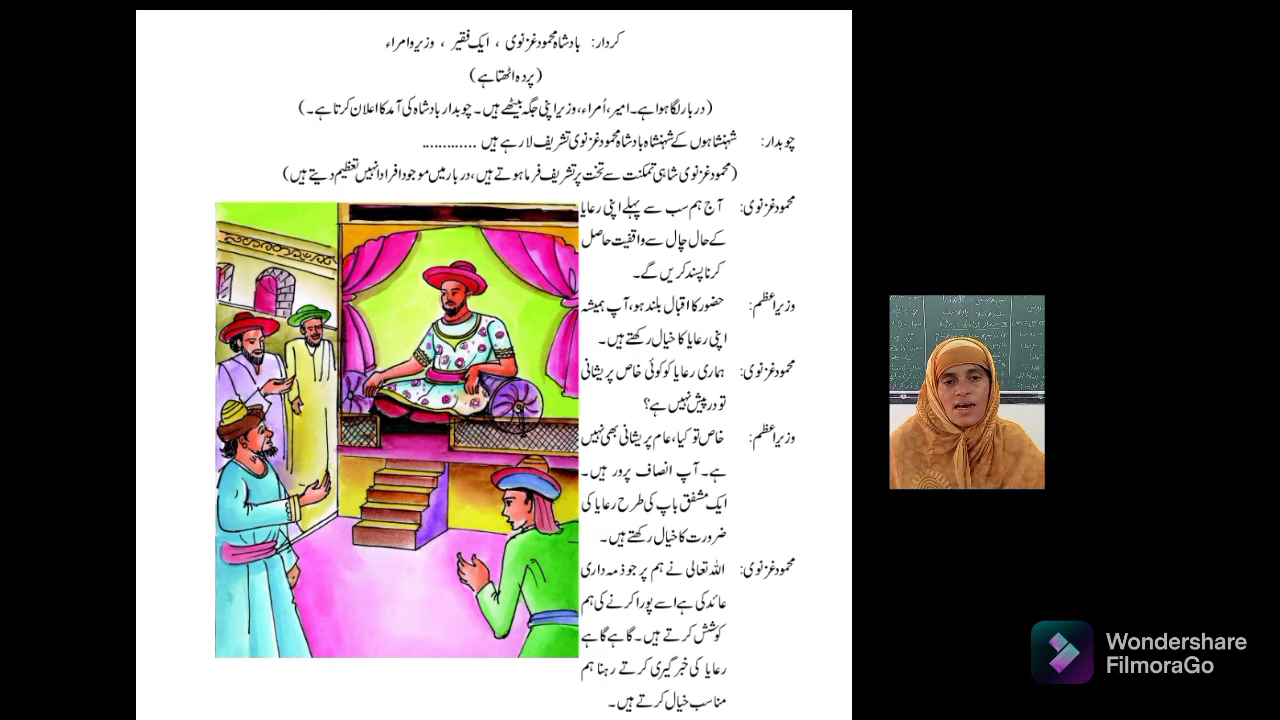 کردار: بادشاہ محمود غزنوی ، ایک فقیر ، وزیر و امراء
(پردہ اٹھتا ہے)
(دربار لگا ہوا ہے۔ امیر، اُمراء، وزیر اپنی جگہ بیٹھے ہیں۔ چوبدار بادشاہ کی آمد کا اعلان کرتا ہے۔)
چوبدار: شہنشاہوں کے شہنشاہ بادشاہ محمود غزنوی تشریف لا رہے ہیں .............
(محمود غزنوی شاہی تمکنت سے تخت پر تشریف فرما ہوتے ہیں، دربار میں موجود افراد انہیں تعظیم دیتے ہیں)
محمود غزنوی: آج ہم سب سے پہلے اپنی رعایا
کے حال چال سے واقفیت حاصل
کرنا پسند کریں گے۔
وزیراعظم: حضور کا اقبال بلند ہو، آپ ہمیشہ
اپنی رعایا کا خیال رکھتے ہیں۔
محمود غزنوی: ہماری رعایا کو کوئی خاص پریشانی
تو درپیش نہیں ہے؟
وزیراعظم: خاص تو کیا، عام پریشانی بھی نہیں
ہے۔ آپ انصاف پرور ہیں۔
ایک مشفق باپ کی طرح رعایا کی
ضرورت کا خیال رکھتے ہیں۔
محمود غزنوی: اللہ تعالی نے ہم پر جو ذمہ داری
عائد کی ہے اسے پورا کرنے کی ہم
کوشش کرتے ہیں۔ گاہے گاہے
رعایا کی خبر گیری کرتے رہنا ہم
مناسب خیال کرتے ہیں۔
Wondershare
FilmoraGo